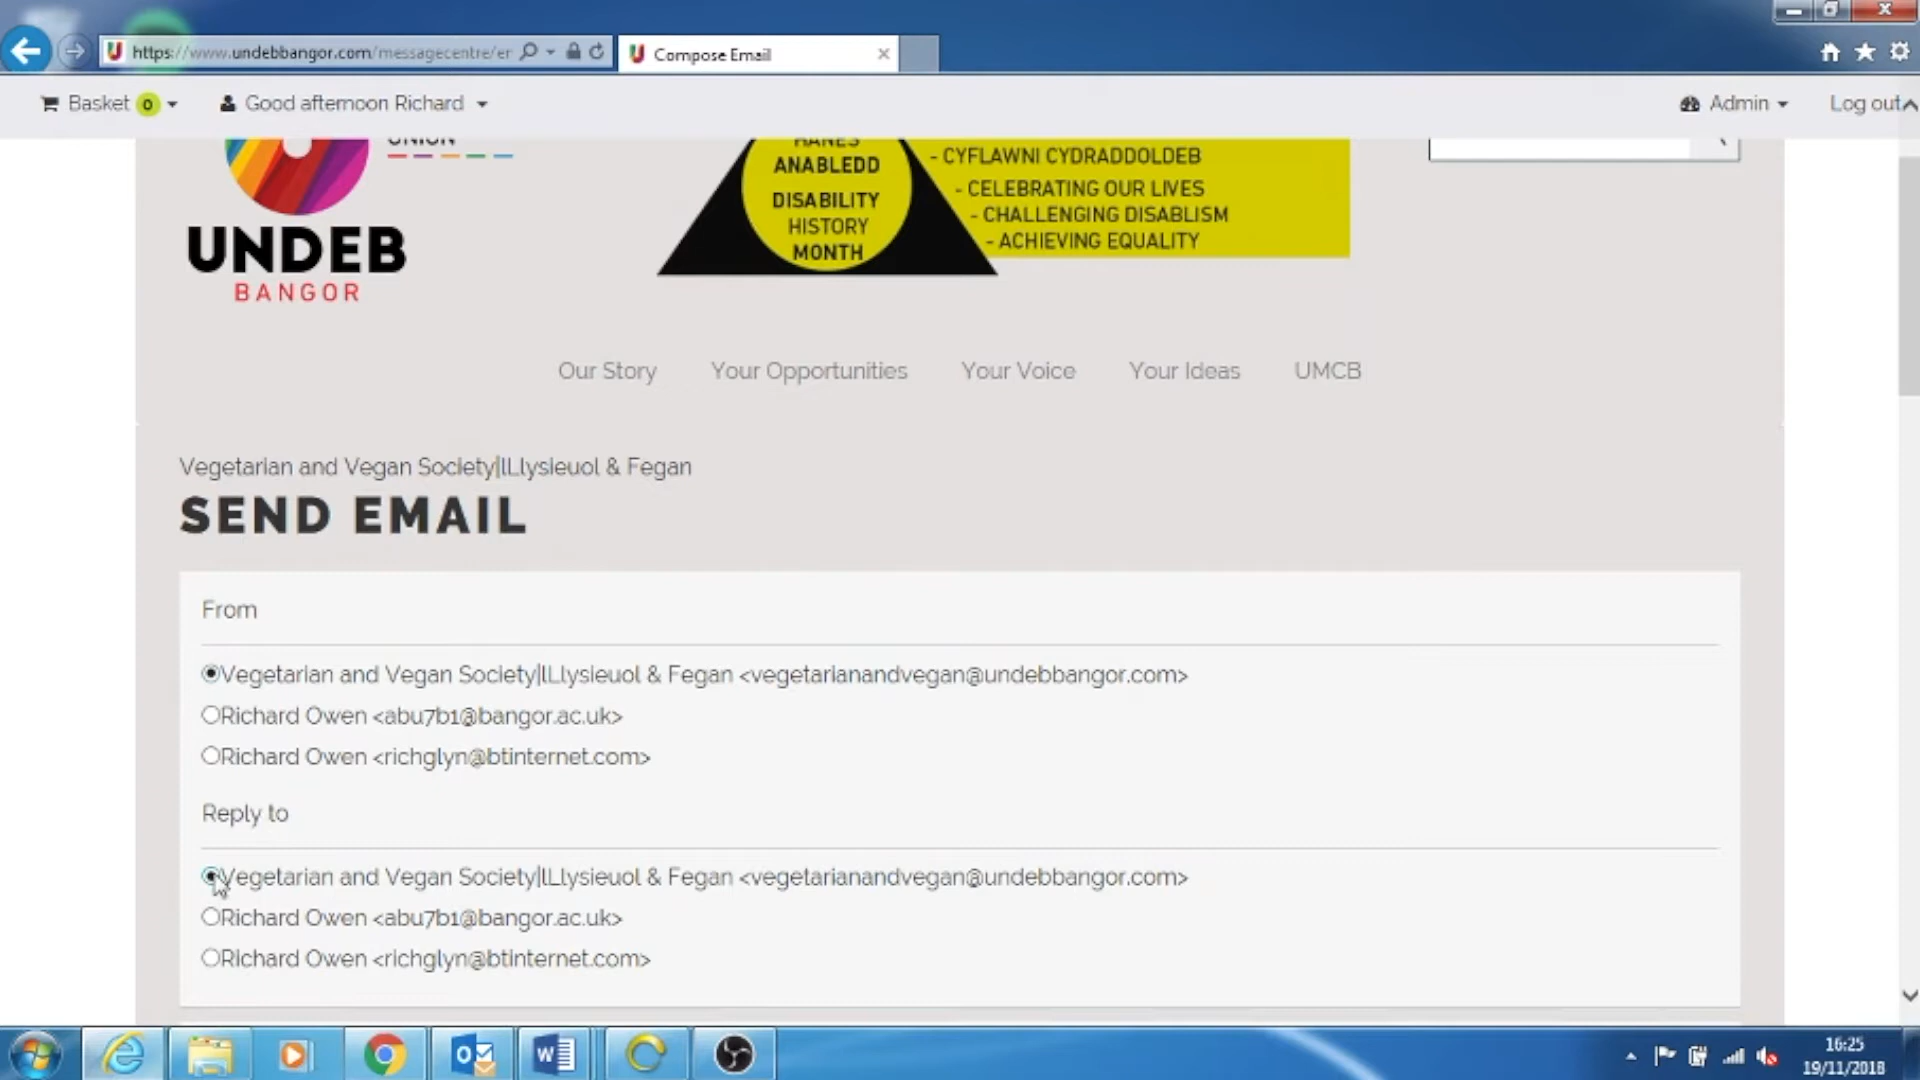 https://www.undebbangor.com/messagecentre/er
Compose Email
Basket 0
Good afternoon Richard
Admin
Log out
UNION
UNDEB
BANGOR
HANES
ANABLEDD
DISABILITY
HISTORY
MONTH
- CYFLAWNI CYDRADDOLDEB
- CELEBRATING OUR LIVES
- CHALLENGING DISABLISM
- ACHIEVING EQUALITY
Our Story
Your Opportunities
Your Voice
Your Ideas
UMCB
Vegetarian and Vegan Society|lLlysieuol & Fegan
SEND EMAIL
From
Vegetarian and Vegan Society|lLlysieuol & Fegan <vegetarianandvegan@undebbangor.com>
Richard Owen <abu7b1@bangor.ac.uk>
Richard Owen <richglyn@btinternet.com>
Reply to
Vegetarian and Vegan Society|lLlysieuol & Fegan <vegetarianandvegan@undebbangor.com>
Richard Owen <abu7b1@bangor.ac.uk>
Richard Owen <richglyn@btinternet.com>
16:25
19/11/2018